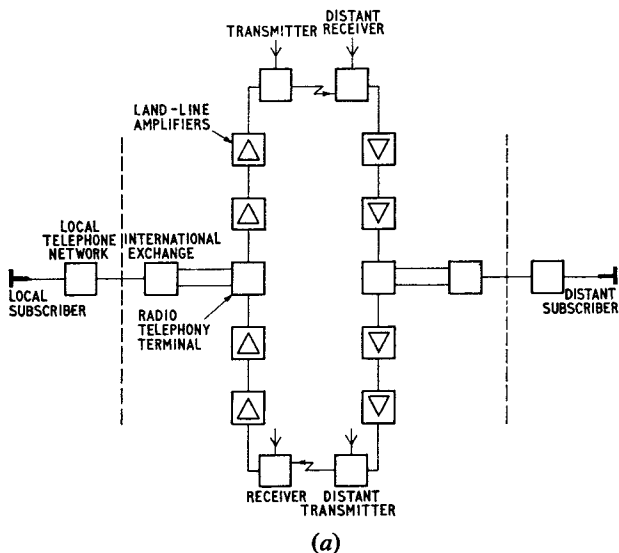 TRANSMITTER
DISTANT
RECEIVER
LAND-LINE
AMPLIFIERS
LOCAL
TELEPHONE
NETWORK
INTERNATIONAL
EXCHANGE
LOCAL
SUBSCRIBER
RADIO
TELEPHONY
TERMINAL
DISTANT
SUBSCRIBER
RECEIVER
DISTANT
TRANSMITTER
(a)